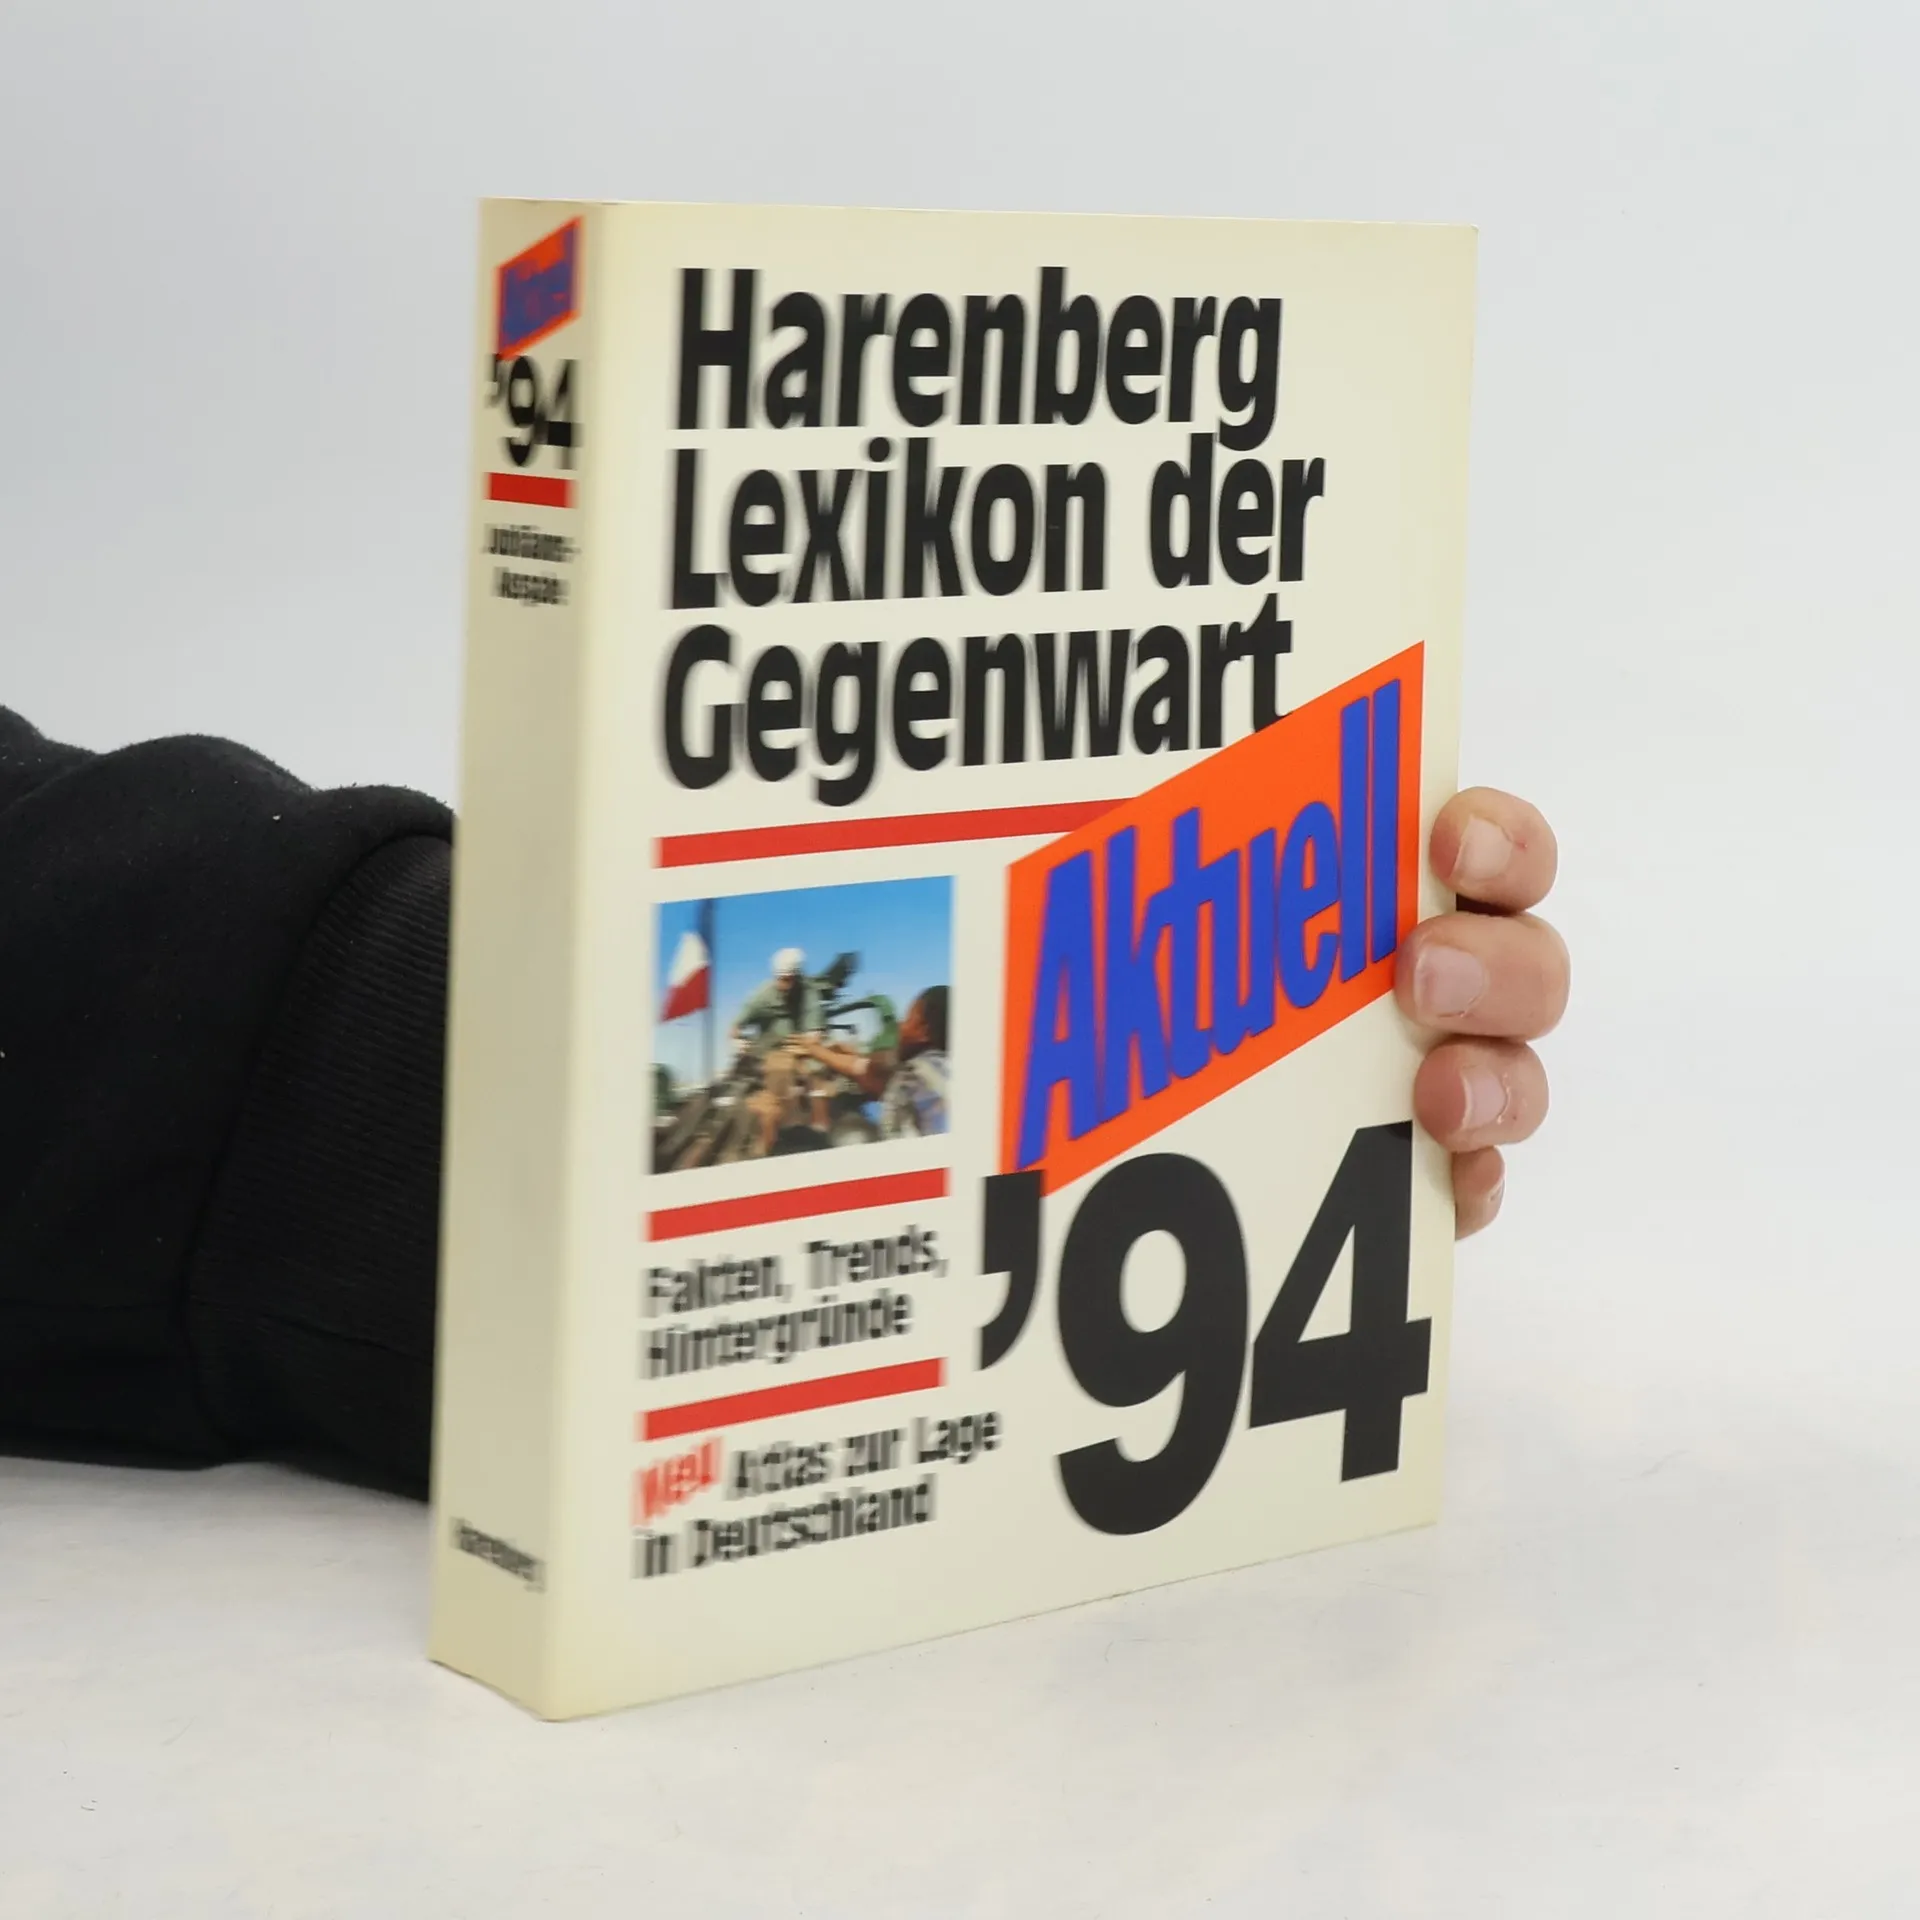 Aktuell
'94
Jubiläums-
Ausgabe
Harenberg
Harenberg
Lexikon der
Gegenwart
Aktuell
'94
Fakten, Trends,
Hintergründe
Neu Atlas zur Lage
in Deutschland